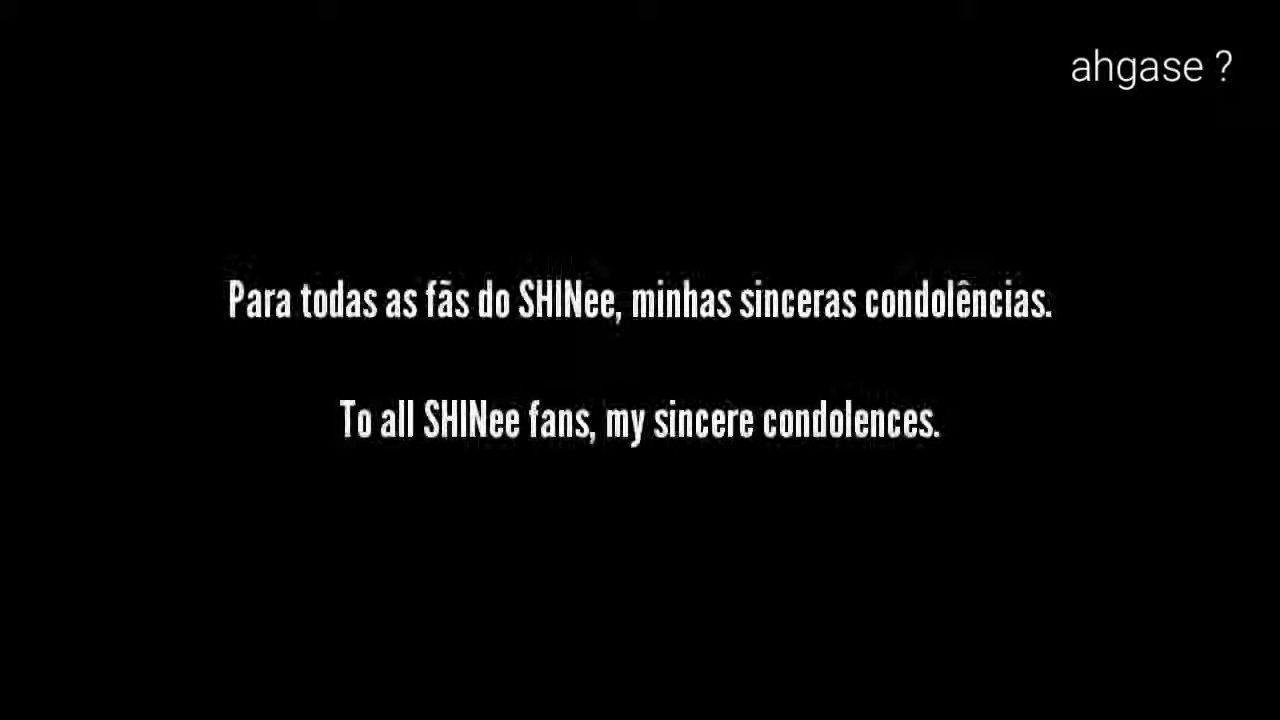 ahgase ?
Para todas as fãs do SHINee, minhas sinceras condolências.
To all SHINee fans, my sincere condolences.